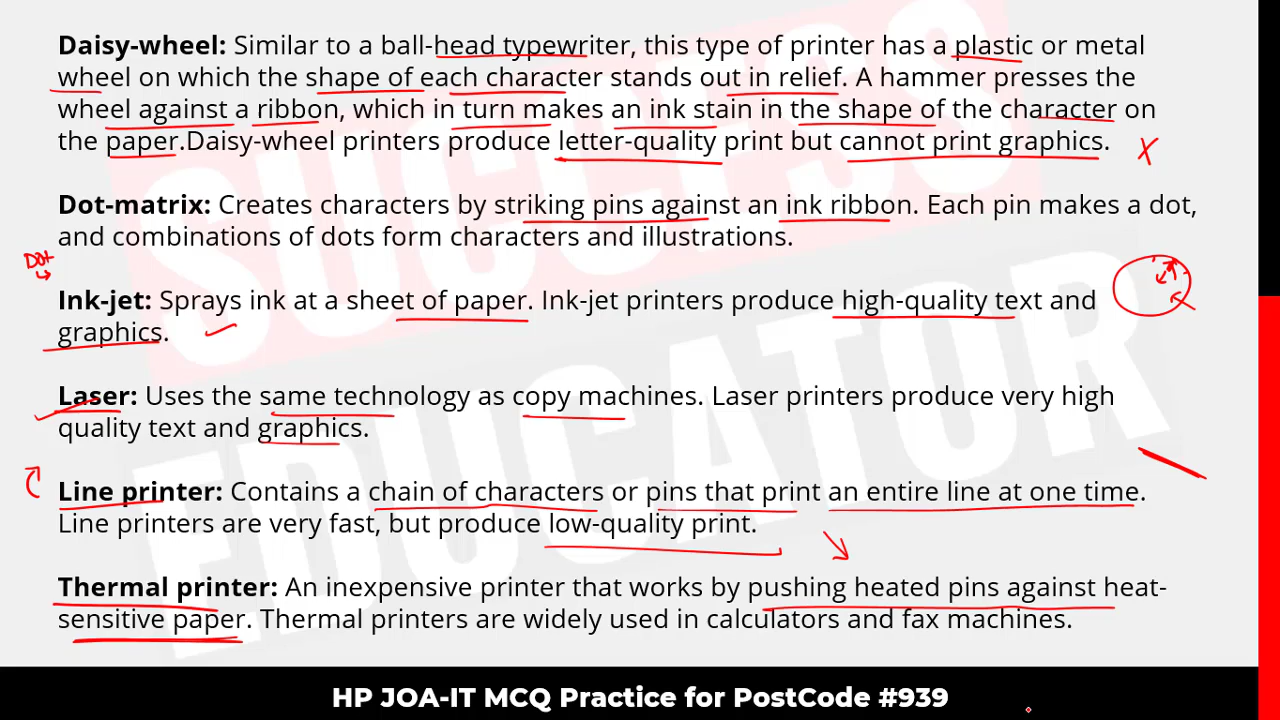 Daisy-wheel: Similar to a ball-head typewriter, this type of printer has a plastic or metal
wheel on which the shape of each character stands out in relief. A hammer presses the
wheel against a ribbon, which in turn makes an ink stain in the shape of the character on
the paper.Daisy-wheel printers produce letter-quality print but cannot print graphics.
Dot-matrix: Creates characters by striking pins against an ink ribbon. Each pin makes a dot,
and combinations of dots form characters and illustrations.
Dot
Ink-jet: Sprays ink at a sheet of paper. Ink-jet printers produce high-quality text and
graphics.
Laser: Uses the same technology as copy machines. Laser printers produce very high
quality text and graphics.
Line printer: Contains a chain of characters or pins that print an entire line at one time.
Line printers are very fast, but produce low-quality print.
Thermal printer: An inexpensive printer that works by pushing heated pins against heat-
sensitive paper. Thermal printers are widely used in calculators and fax machines.
SUCCESS
EDUCATOR
HP JOA-IT MCQ Practice for PostCode #939